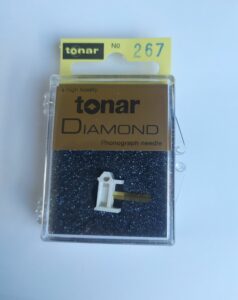 tonar No 267
a high fidelity
tonar
DIAMOND
Phonograph needle